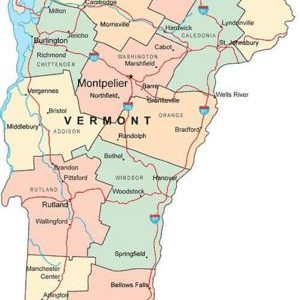 Milton
Morrisville
Hardwick
Lyndenville
Burlington
Jericho
CALEDONIA
St. Johnsbury
RICHMOND
WASHINGTON
Cabot
CHITTENDEN
Marshfield
Montpelier
Barre
Vergennes
Northfield
Graniteville
Wells River
Bristol
ORANGE
VERMONT
Middlebury
ADDISON
Randolph
Bradford
Bethel
Brandon
Pittsford
WINDSOR
Hanover
RUTLAND
Woodstock
Rutland
Wallingford
Springfield
Manchester
Center
Bellows Falls
Arlington